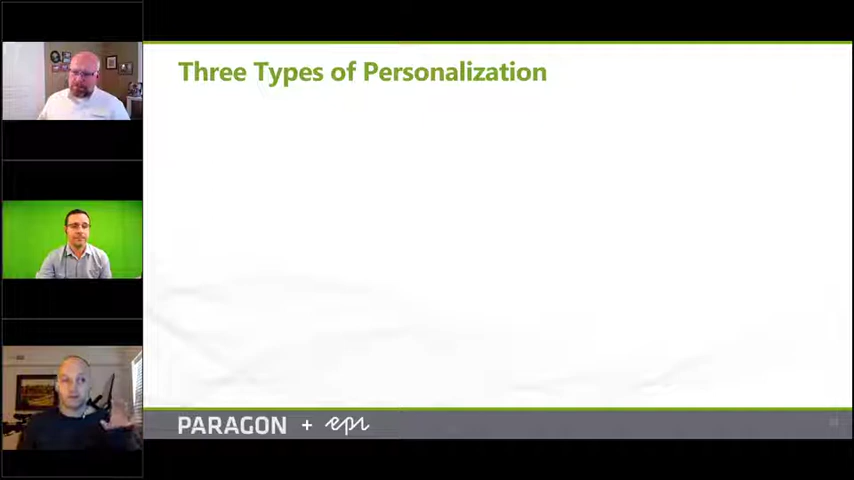 Three Types of Personalization
PARAGON + epi